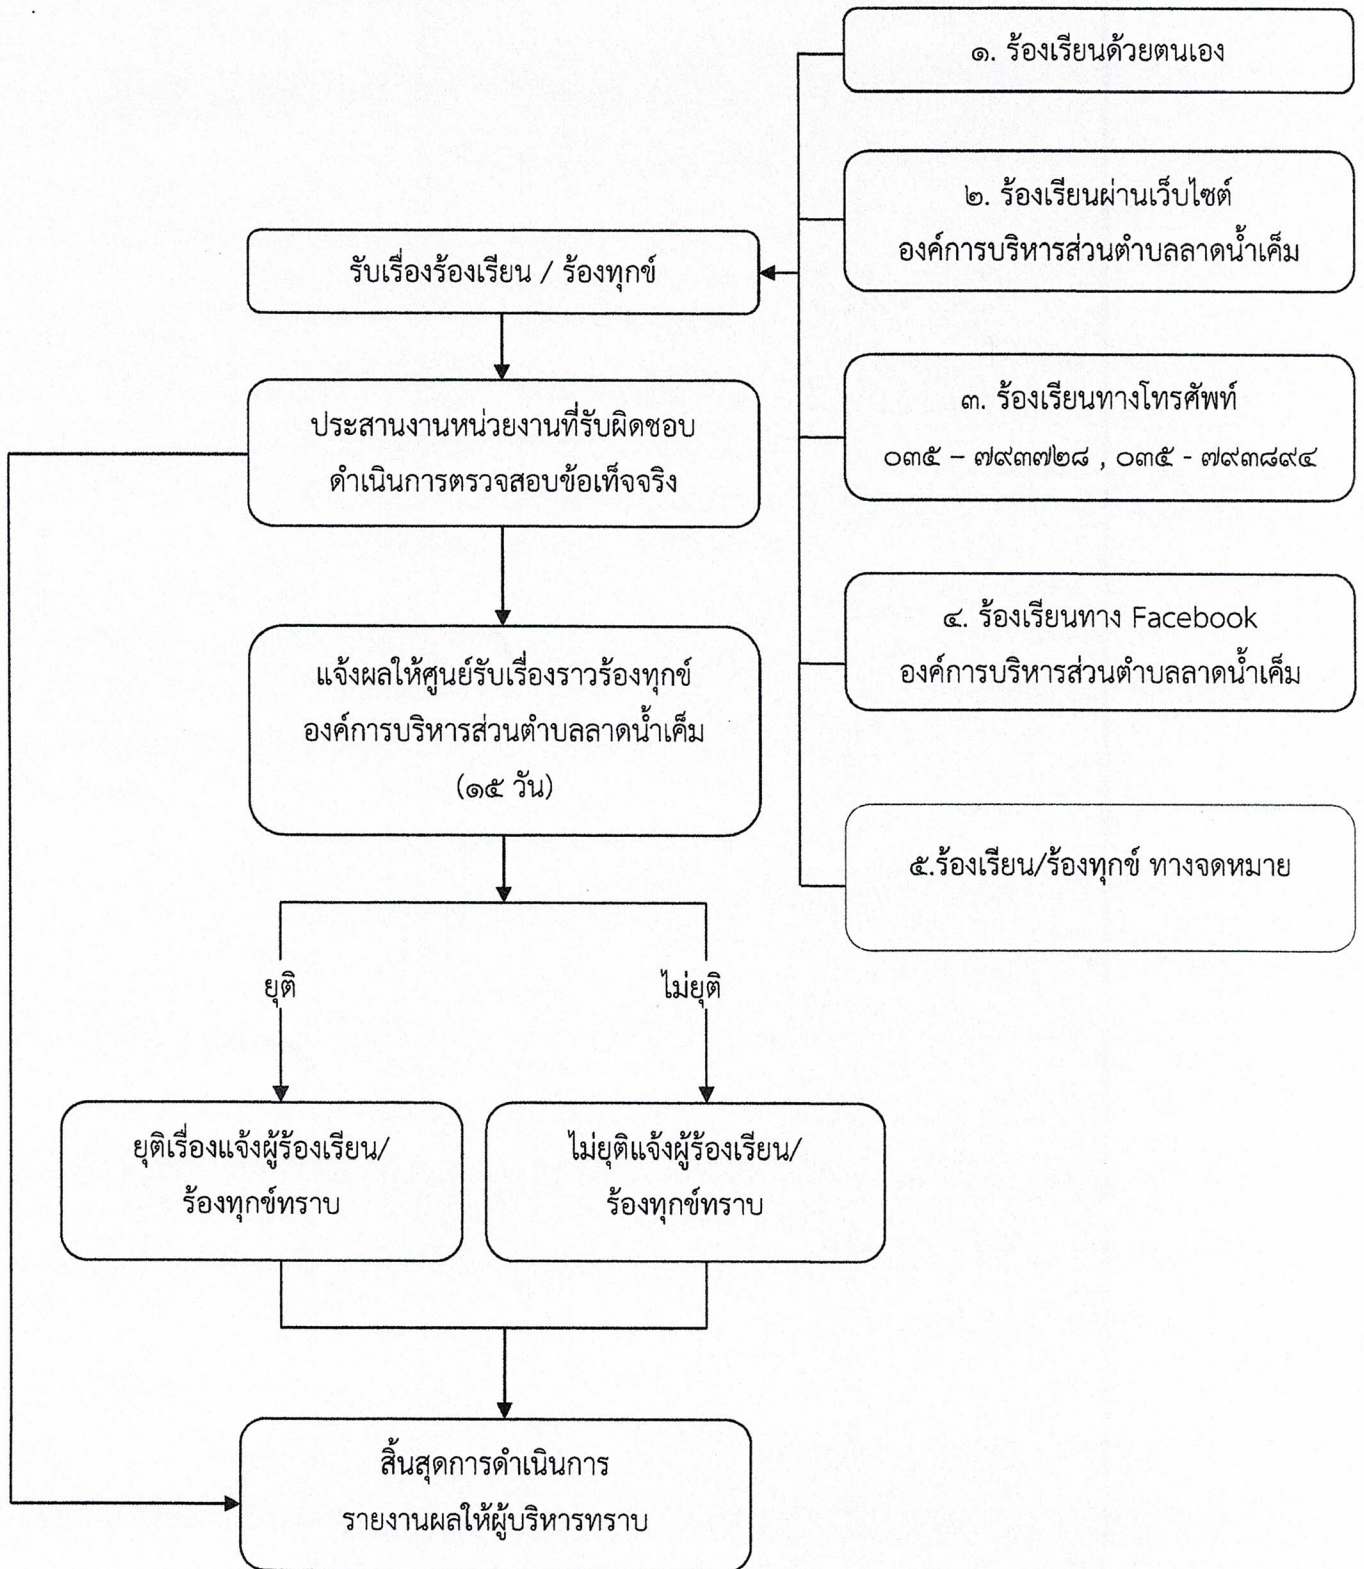 ๑. ร้องเรียนด้วยตนเอง
๒. ร้องเรียนผ่านเว็บไซต์
องค์การบริหารส่วนตำบลลาดน้ำเค็ม
รับเรื่องร้องเรียน / ร้องทุกข์
๓. ร้องเรียนทางโทรศัพท์
๐๓๕ – ๗๙๓๗๒๘ , ๐๓๕ - ๗๙๓๘๙๔
ประสานงานหน่วยงานที่รับผิดชอบ
ดำเนินการตรวจสอบข้อเท็จจริง
๔. ร้องเรียนทาง Facebook
องค์การบริหารส่วนตำบลลาดน้ำเค็ม
แจ้งผลให้ศูนย์รับเรื่องราวร้องทุกข์
องค์การบริหารส่วนตำบลลาดน้ำเค็ม
(๑๕ วัน)
๕.ร้องเรียน/ร้องทุกข์ ทางจดหมาย
ยุติ
ไม่ยุติ
ยุติเรื่องแจ้งผู้ร้องเรียน/
ร้องทุกข์ทราบ
ไม่ยุติแจ้งผู้ร้องเรียน/
ร้องทุกข์ทราบ
สิ้นสุดการดำเนินการ
รายงานผลให้ผู้บริหารทราบ